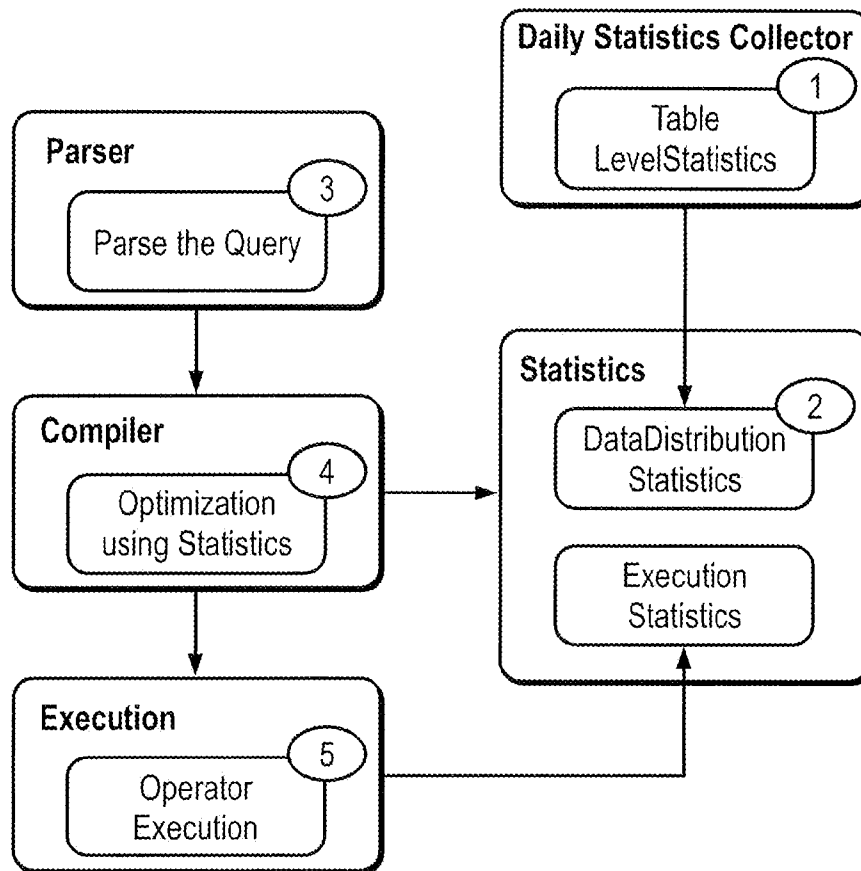 Daily Statistics Collector
1
Table
LevelStatistics
Parser
3
Parse the Query
Statistics
2
DataDistribution
Statistics
Execution
Statistics
Compiler
4
Optimization
using Statistics
Execution
5
Operator
Execution